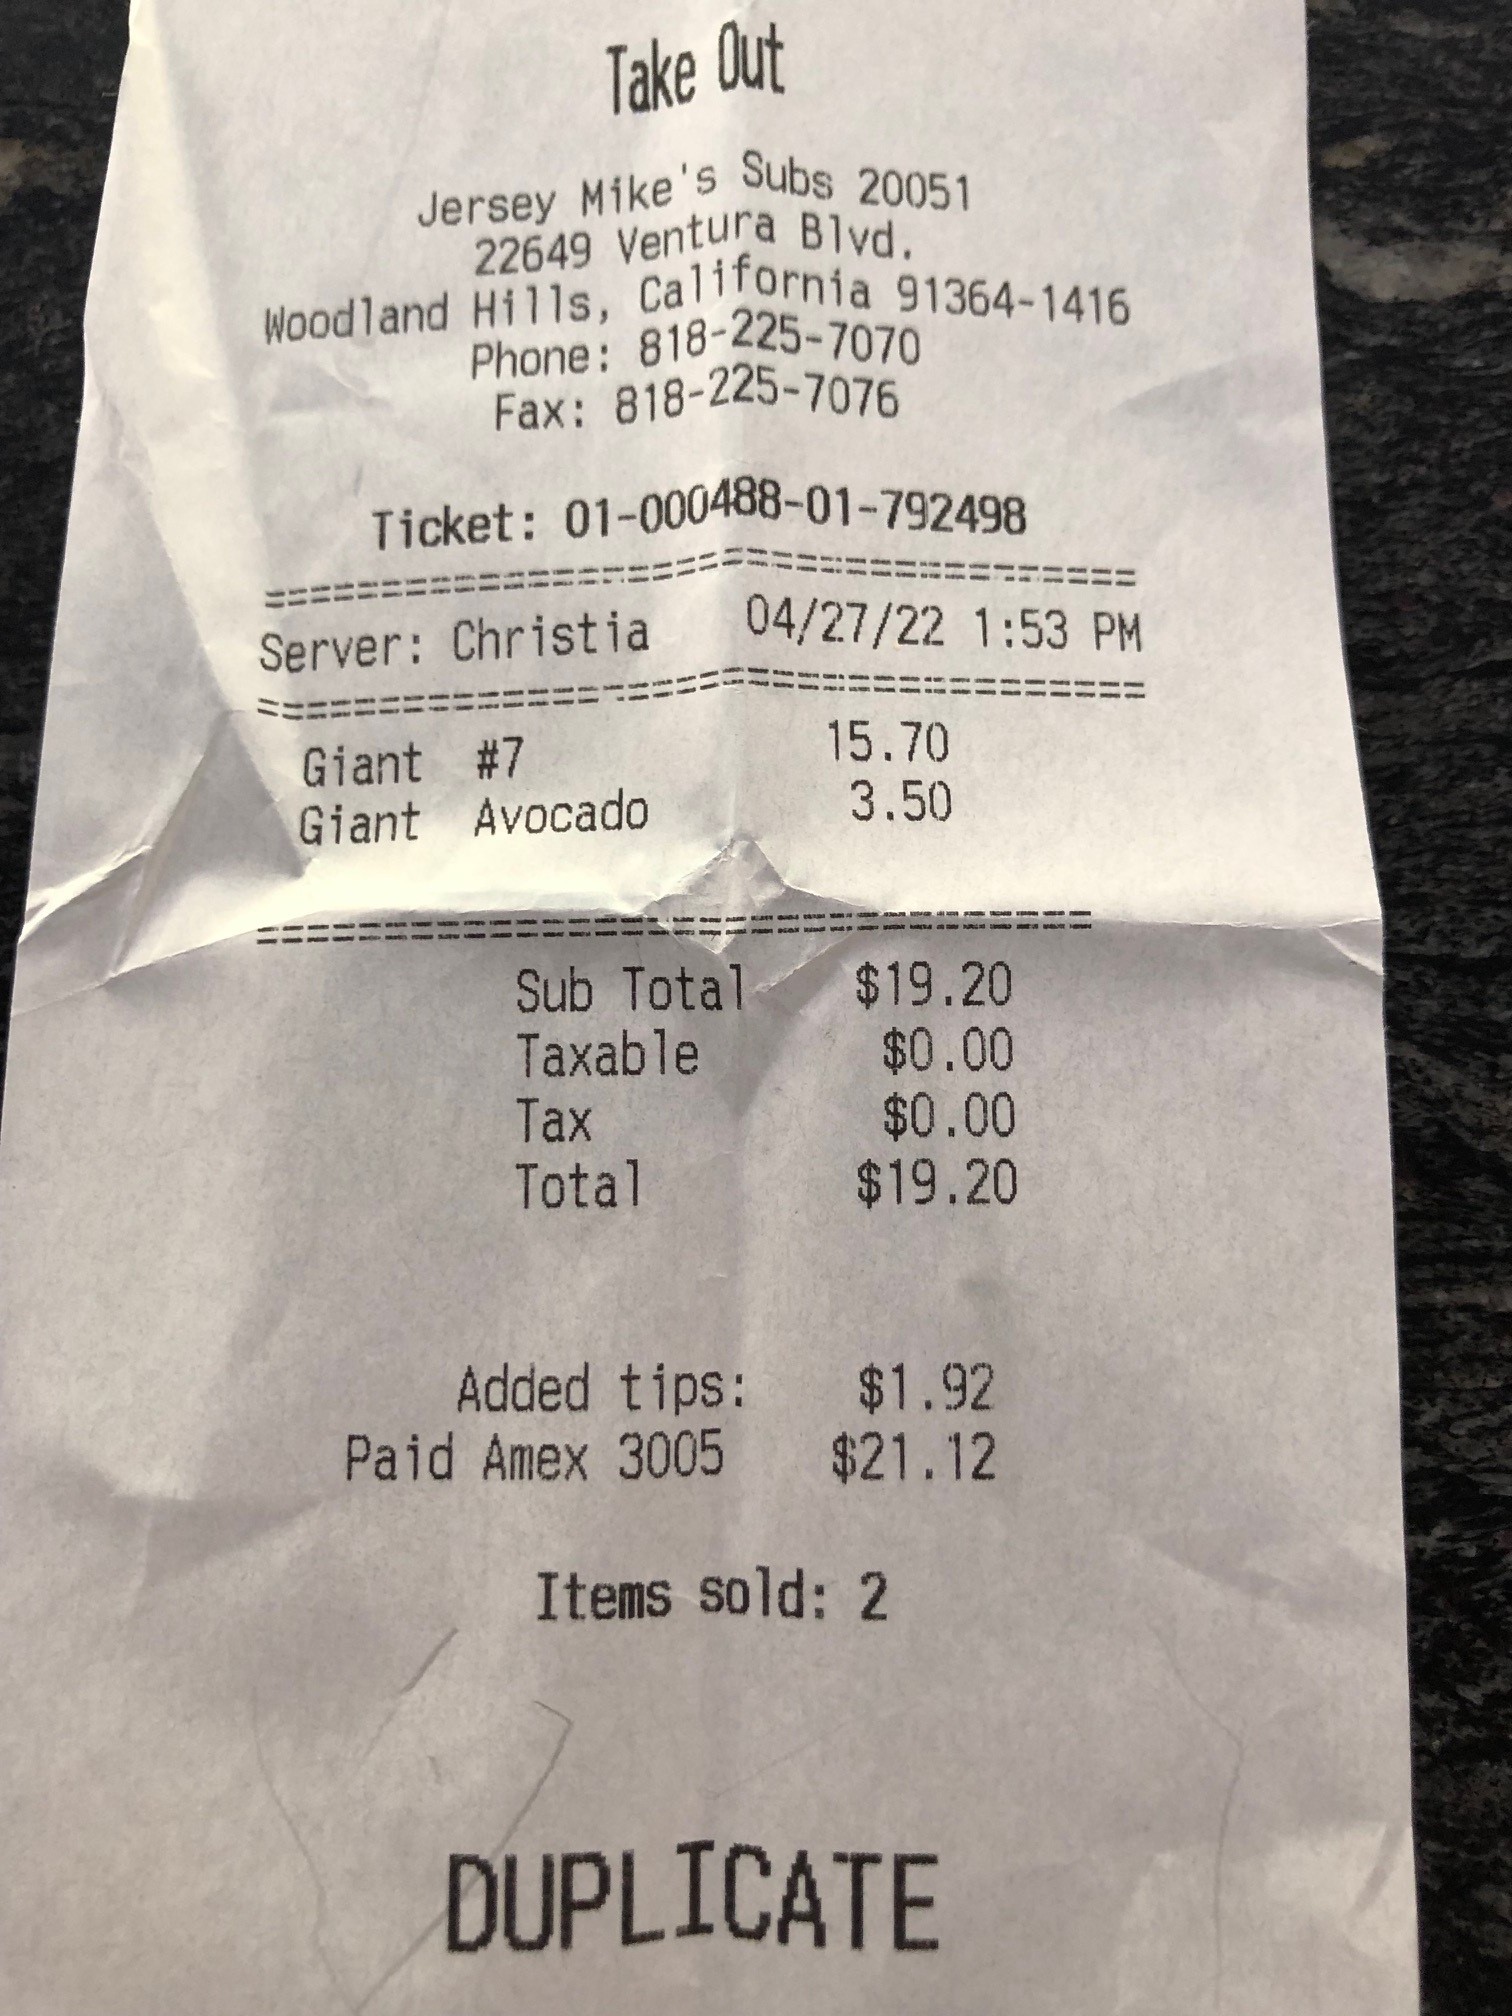 Take Out
Jersey Mike's Subs 20051
22649 Ventura Blvd.
Woodland Hills, California 91364-1416
Phone: 818-225-7070
Fax: 818-225-7076
Ticket: 01-000488-01-792498
Server: Christia 04/27/22 1:53 PM
Giant #7 15.70
Giant Avocado 3.50
Sub Total $19.20
Taxable $0.00
Tax $0.00
Total $19.20
Added tips: $1.92
Paid Amex 3005 $21.12
Items sold: 2
DUPLICATE